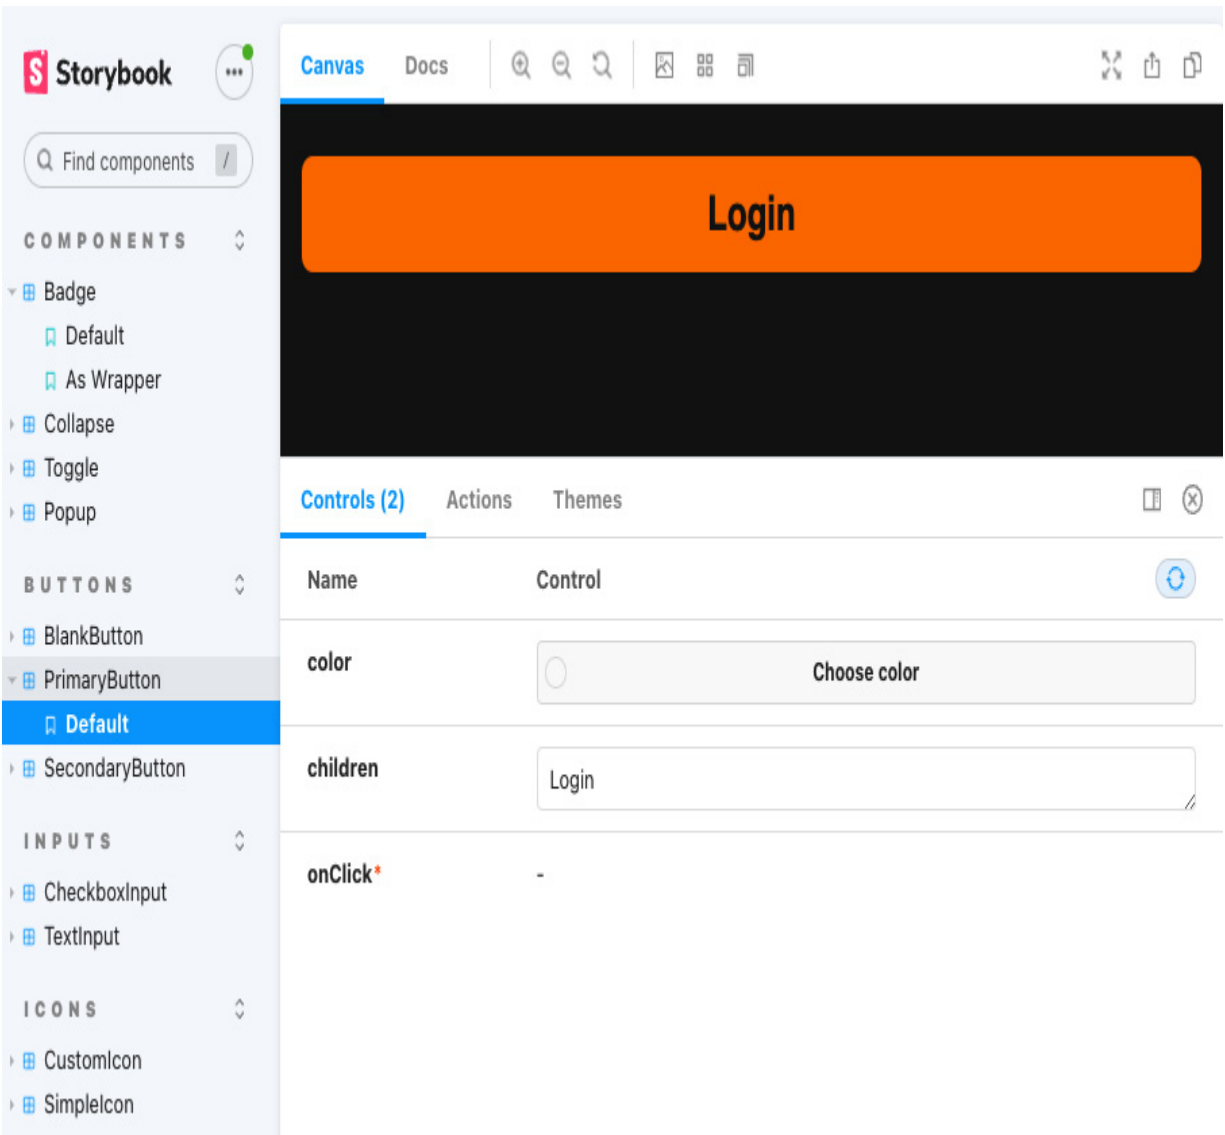 Storybook
Find components /
COMPONENTS
Badge
Default
As Wrapper
Collapse
Toggle
Popup
BUTTONS
BlankButton
PrimaryButton
Default
SecondaryButton
INPUTS
CheckboxInput
TextInput
ICONS
CustomIcon
SimpleIcon
Canvas Docs
Login
Controls (2) Actions Themes
Name Control
color Choose color
children Login
onClick* -